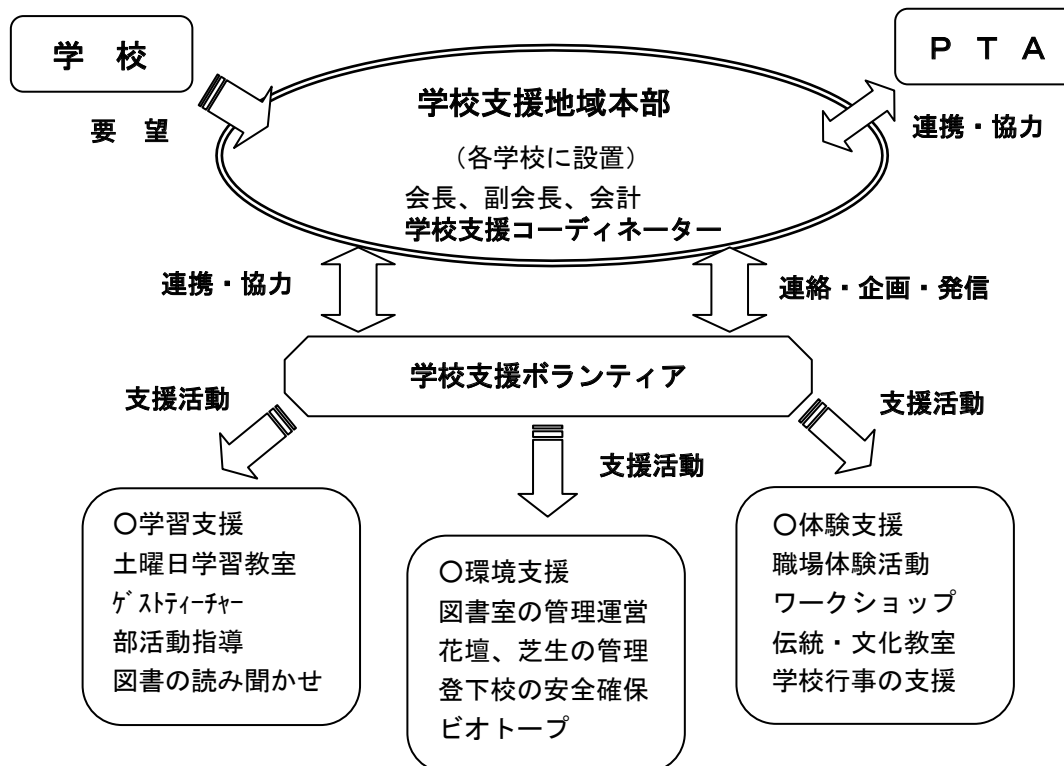 学 校
P T A
要 望
学校支援地域本部
(各学校に設置)
会長、副会長、会計
学校支援コーディネーター
連携・協力
連携・協力
連絡・企画・発信
学校支援ボランティア
支援活動
支援活動
支援活動
○学習支援
土曜日学習教室
ゲストティーチャー
部活動指導
図書の読み聞かせ
○環境支援
図書室の管理運営
花壇、芝生の管理
登下校の安全確保
ビオトープ
○体験支援
職場体験活動
ワークショップ
伝統・文化教室
学校行事の支援